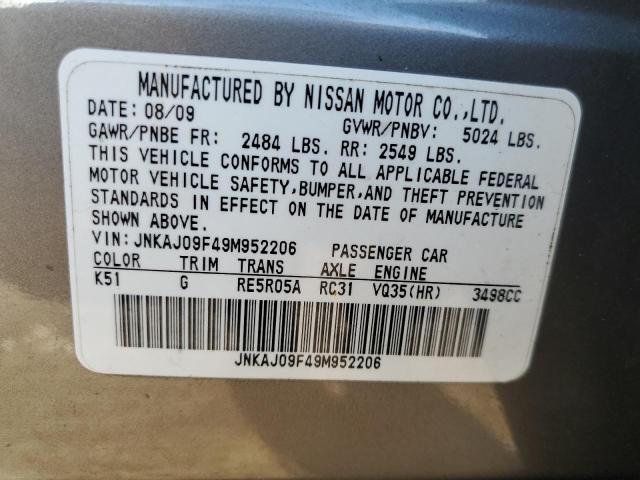 MANUFACTURED BY NISSAN MOTOR CO.,LTD.
DATE: 08/09 GVWR/PNBV: 5024 LBS.
GAWR/PNBE FR: 2484 LBS. RR: 2549 LBS.
THIS VEHICLE CONFORMS TO ALL APPLICABLE FEDERAL
MOTOR VEHICLE SAFETY,BUMPER,AND THEFT PREVENTION
STANDARDS IN EFFECT ON THE DATE OF MANUFACTURE
SHOWN ABOVE.
VIN:JNKAJ09F49M952206 PASSENGER CAR
COLOR TRIM TRANS AXLE ENGINE
K51 G RE5R05A RC31 VQ35(HR) 3498CC
JNKAJ09F49M952206